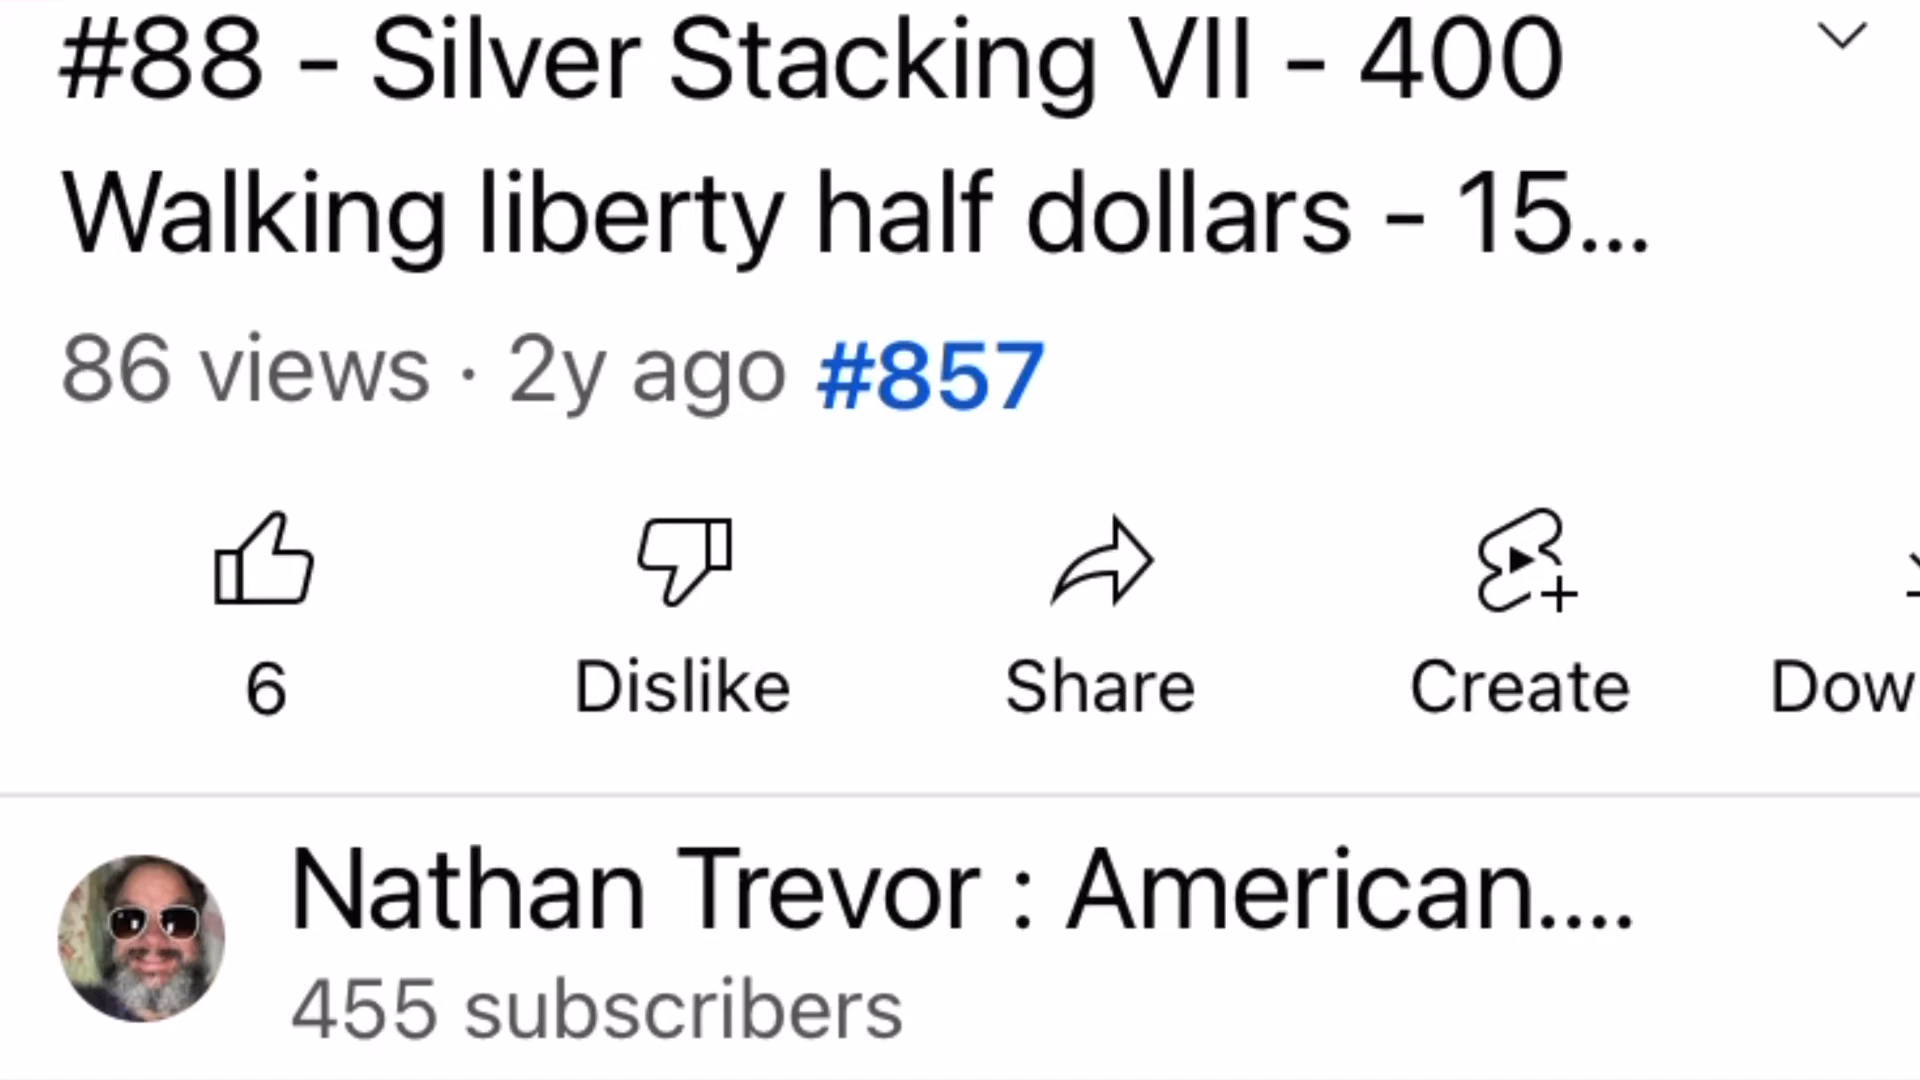 #88 - Silver Stacking VII - 400
Walking liberty half dollars - 15...
86 views · 2y ago #857
6 Dislike Share Create Dow
Nathan Trevor : American....
455 subscribers